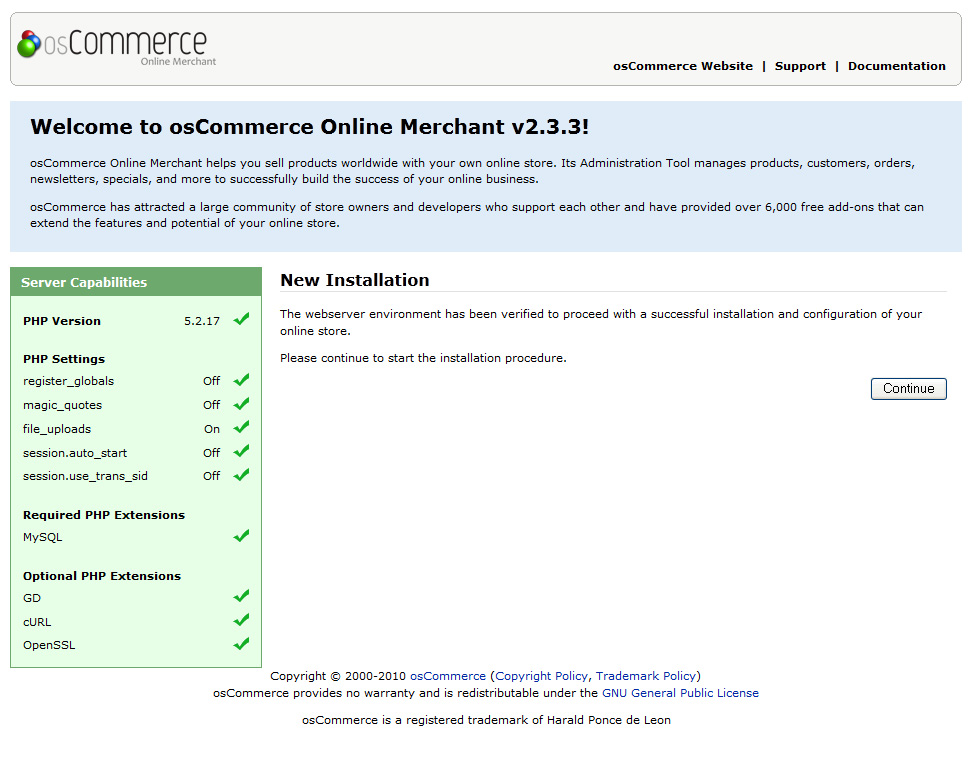 osCommerce
Online Merchant
osCommerce Website | Support | Documentation
Welcome to osCommerce Online Merchant v2.3.3!
osCommerce Online Merchant helps you sell products worldwide with your own online store. Its Administration Tool manages products, customers, orders,
newsletters, specials, and more to successfully build the success of your online business.
osCommerce has attracted a large community of store owners and developers who support each other and have provided over 6,000 free add-ons that can
extend the features and potential of your online store.
Server Capabilities
PHP Version 5.2.17
PHP Settings
register_globals Off
magic_quotes Off
file_uploads On
session.auto_start Off
session.use_trans_sid Off
Required PHP Extensions
MySQL
Optional PHP Extensions
GD
cURL
OpenSSL
New Installation
The webserver environment has been verified to proceed with a successful installation and configuration of your
online store.
Please continue to start the installation procedure.
Continue
Copyright © 2000-2010 osCommerce (Copyright Policy, Trademark Policy)
osCommerce provides no warranty and is redistributable under the GNU General Public License
osCommerce is a registered trademark of Harald Ponce de Leon